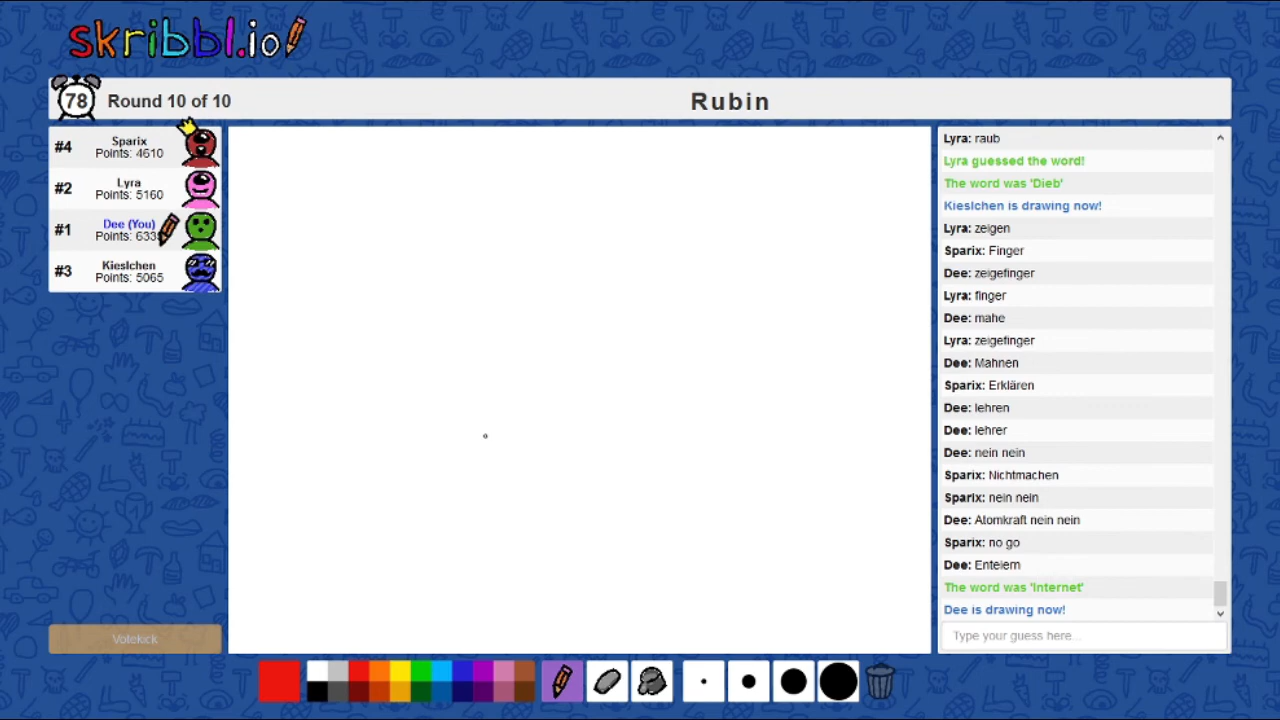 skribbl.io
78
Round 10 of 10
Rubin
#4
Sparix
Points: 4610
#2
Lyra
Points: 5160
#1
Dee (You)
Points: 633
#3
Kieslchen
Points: 5065
Votekick
Lyra: raub
Lyra guessed the word!
The word was 'Dieb'
Kieslchen is drawing now!
Lyra: zeigen
Sparix: Finger
Dee: zeigefinger
Lyra: finger
Dee: mahe
Lyra: zeigefinger
Dee: Mahnen
Sparix: Erklären
Dee: lehren
Dee: lehrer
Dee: nein nein
Sparix: Nichtmachen
Sparix: nein nein
Dee: Atomkraft nein nein
Sparix: no go
Dee: Enteiern
The word was 'Internet'
Dee is drawing now!
Type your guess here...